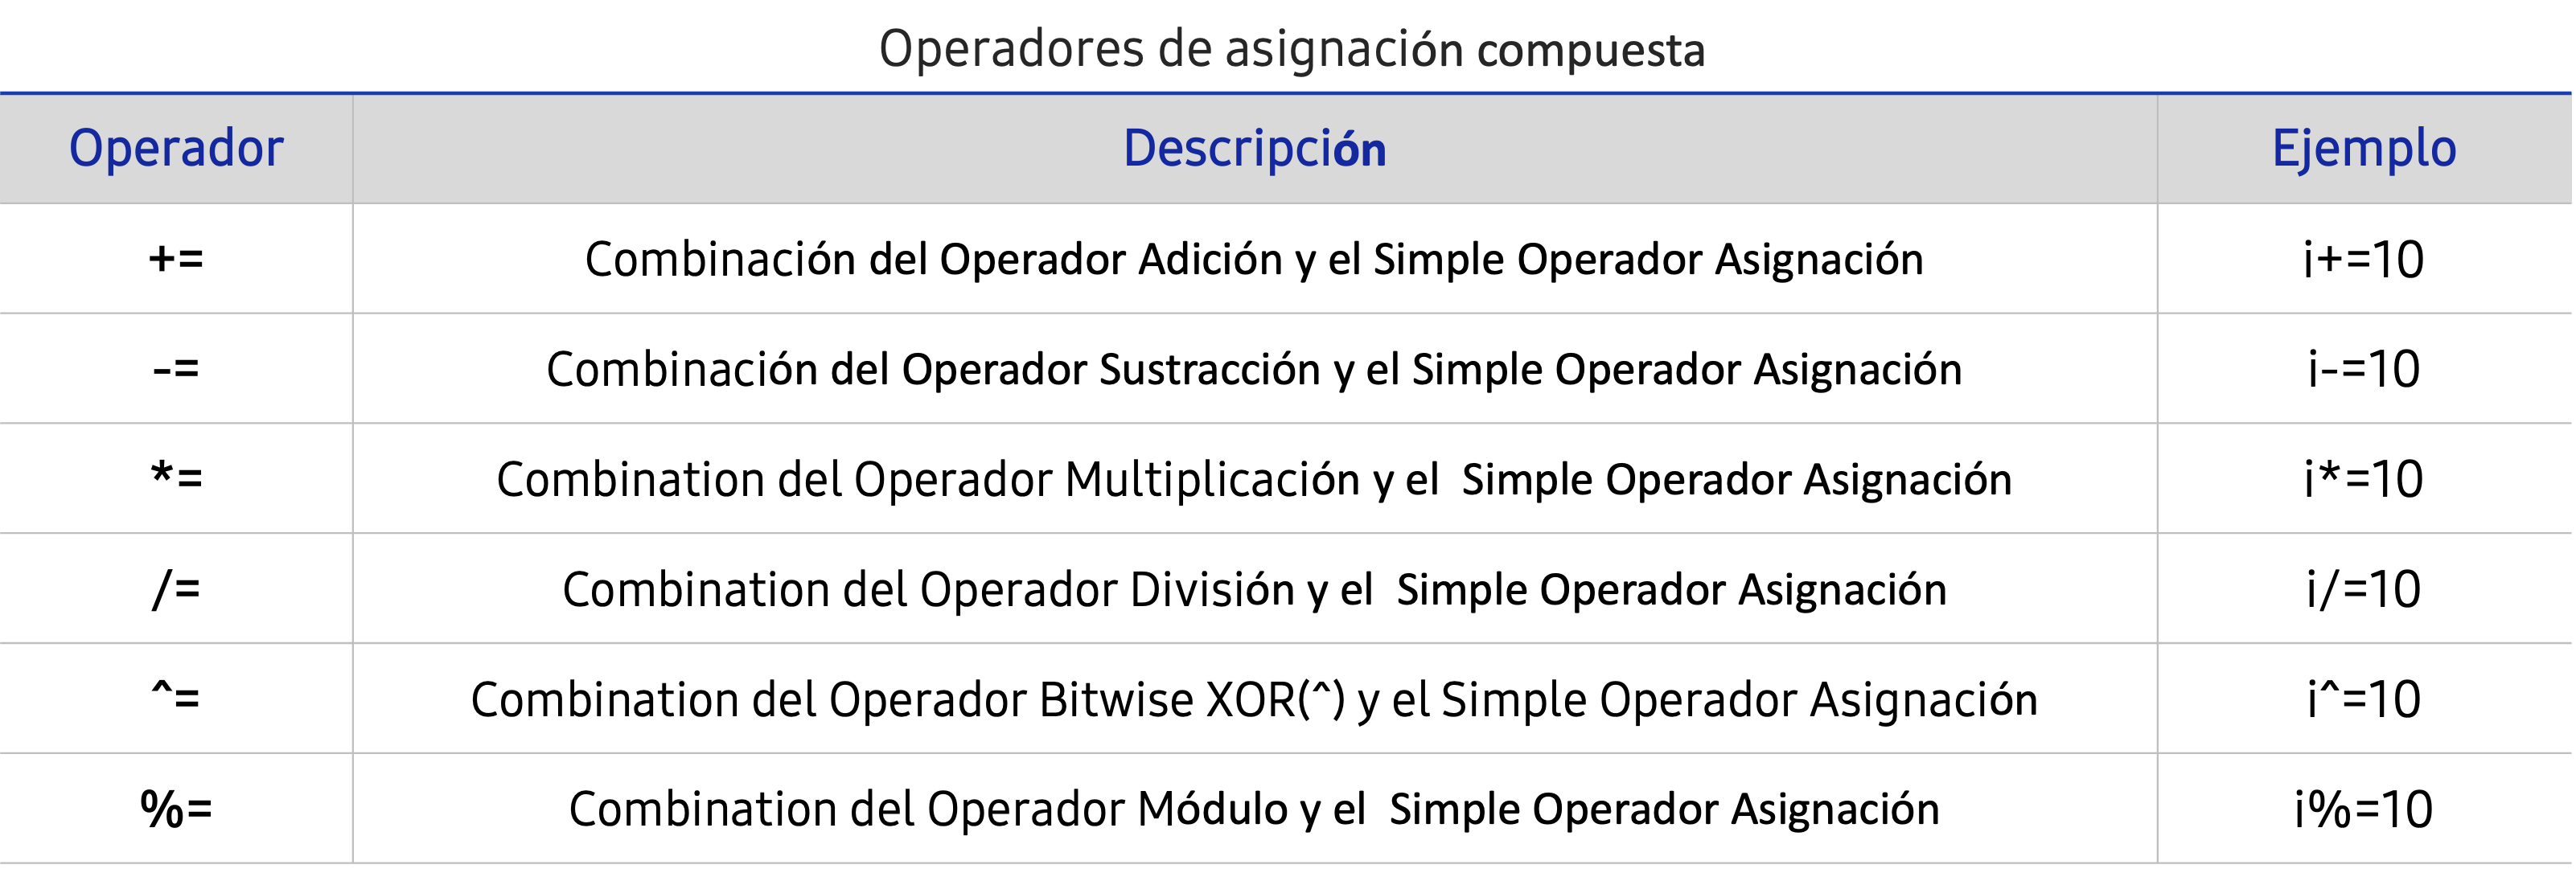 Operadores de asignación compuesta
Operador Descripción Ejemplo
+= Combinación del Operador Adición y el Simple Operador Asignación i+=10
-= Combinación del Operador Sustracción y el Simple Operador Asignación i-=10
*= Combination del Operador Multiplicación y el Simple Operador Asignación i*=10
/= Combination del Operador División y el Simple Operador Asignación i/=10
^= Combination del Operador Bitwise XOR(^) y el Simple Operador Asignación i^=10
%= Combination del Operador Módulo y el Simple Operador Asignación i%=10